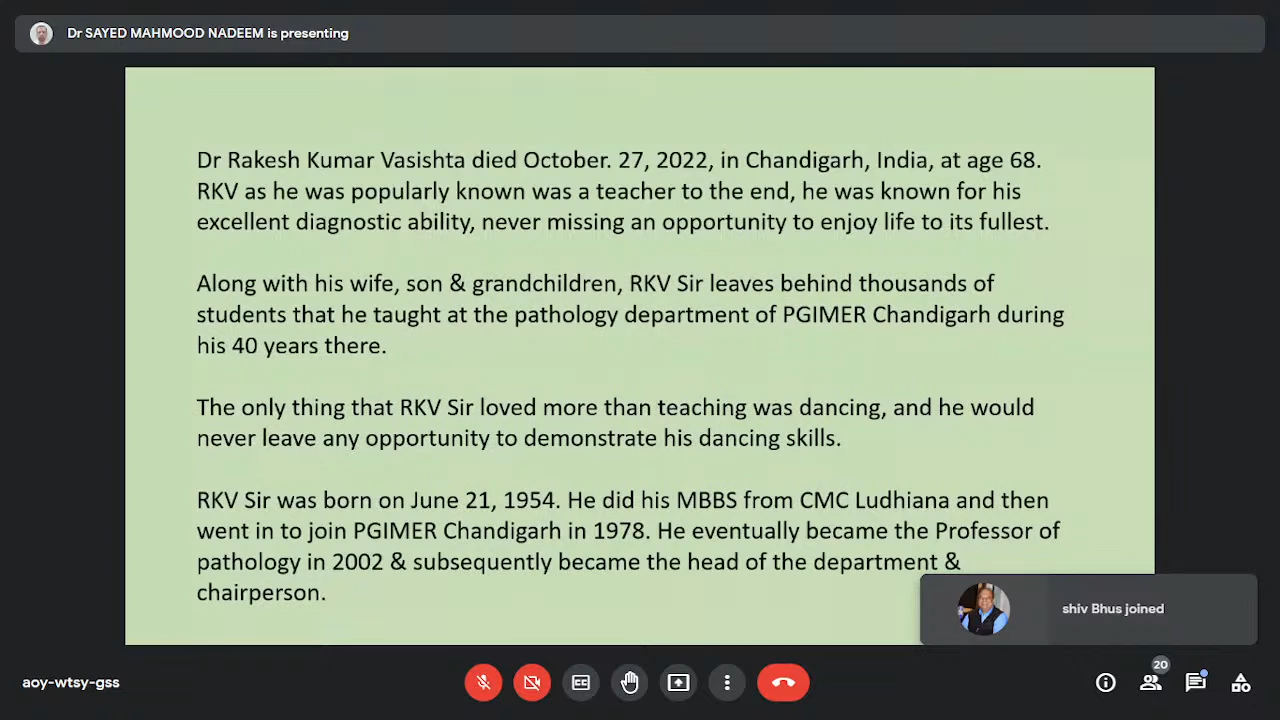 Dr SAYED MAHMOOD NADEEM is presenting
Dr Rakesh Kumar Vasishta died October. 27, 2022, in Chandigarh, India, at age 68.
RKV as he was popularly known was a teacher to the end, he was known for his
excellent diagnostic ability, never missing an opportunity to enjoy life to its fullest.
Along with his wife, son & grandchildren, RKV Sir leaves behind thousands of
students that he taught at the pathology department of PGIMER Chandigarh during
his 40 years there.
The only thing that RKV Sir loved more than teaching was dancing, and he would
never leave any opportunity to demonstrate his dancing skills.
RKV Sir was born on June 21, 1954. He did his MBBS from CMC Ludhiana and then
went in to join PGIMER Chandigarh in 1978. He eventually became the Professor of
pathology in 2002 & subsequently became the head of the department &
chairperson.
shiv Bhus joined
aoy-wtsy-gss
CC
20